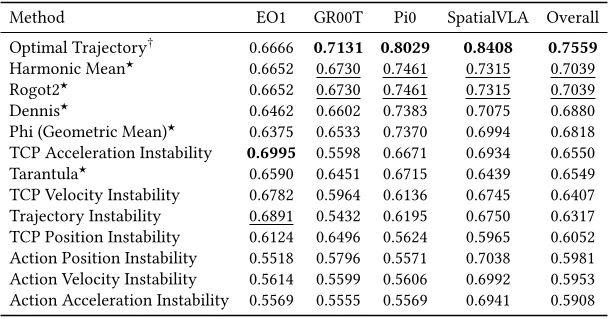 Method EO1 GR00T Pi0 SpatialVLA Overall
Optimal Trajectory† 0.6666 0.7131 0.8029 0.8408 0.7559
Harmonic Mean★ 0.6652 0.6730 0.7461 0.7315 0.7039
Rogot2★ 0.6652 0.6730 0.7461 0.7315 0.7039
Dennis★ 0.6462 0.6602 0.7383 0.7075 0.6880
Phi (Geometric Mean)★ 0.6375 0.6533 0.7370 0.6994 0.6818
TCP Acceleration Instability 0.6995 0.5598 0.6671 0.6934 0.6550
Tarantula★ 0.6590 0.6451 0.6715 0.6439 0.6549
TCP Velocity Instability 0.6782 0.5964 0.6136 0.6745 0.6407
Trajectory Instability 0.6891 0.5432 0.6195 0.6750 0.6317
TCP Position Instability 0.6124 0.6496 0.5624 0.5965 0.6052
Action Position Instability 0.5518 0.5796 0.5571 0.7038 0.5981
Action Velocity Instability 0.5614 0.5599 0.5606 0.6992 0.5953
Action Acceleration Instability 0.5569 0.5555 0.5569 0.6941 0.5908